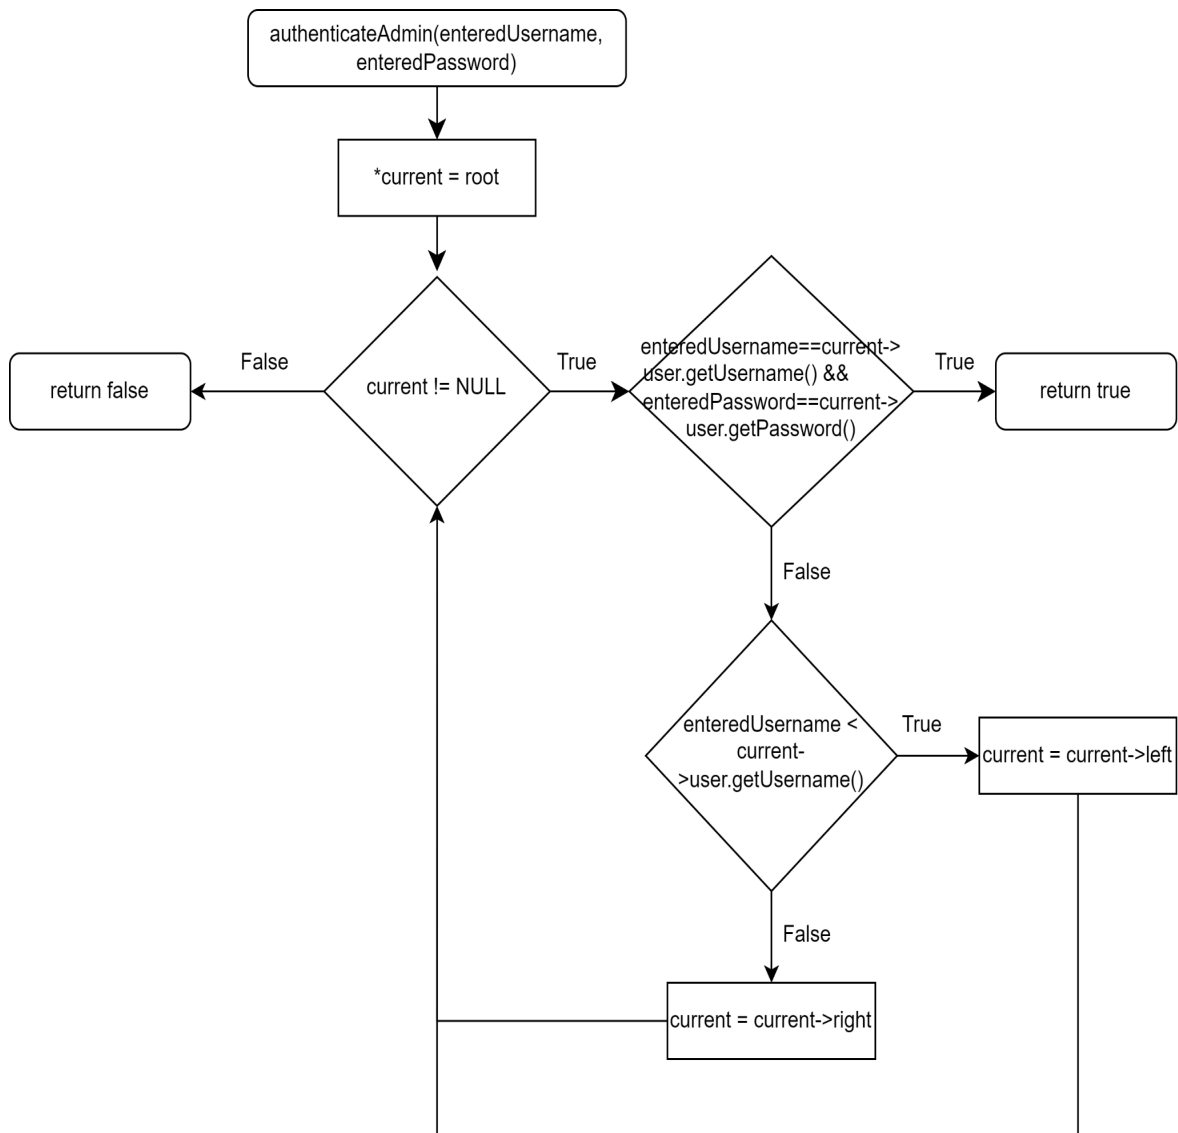 authenticateAdmin(enteredUsername,
enteredPassword)
*current = root
return false
False
current != NULL
True
enteredUsername==current->
user.getUsername() &&
enteredPassword==current->
user.getPassword()
True
return true
False
enteredUsername <
current-
>user.getUsername()
True
current = current->left
False
current = current->right